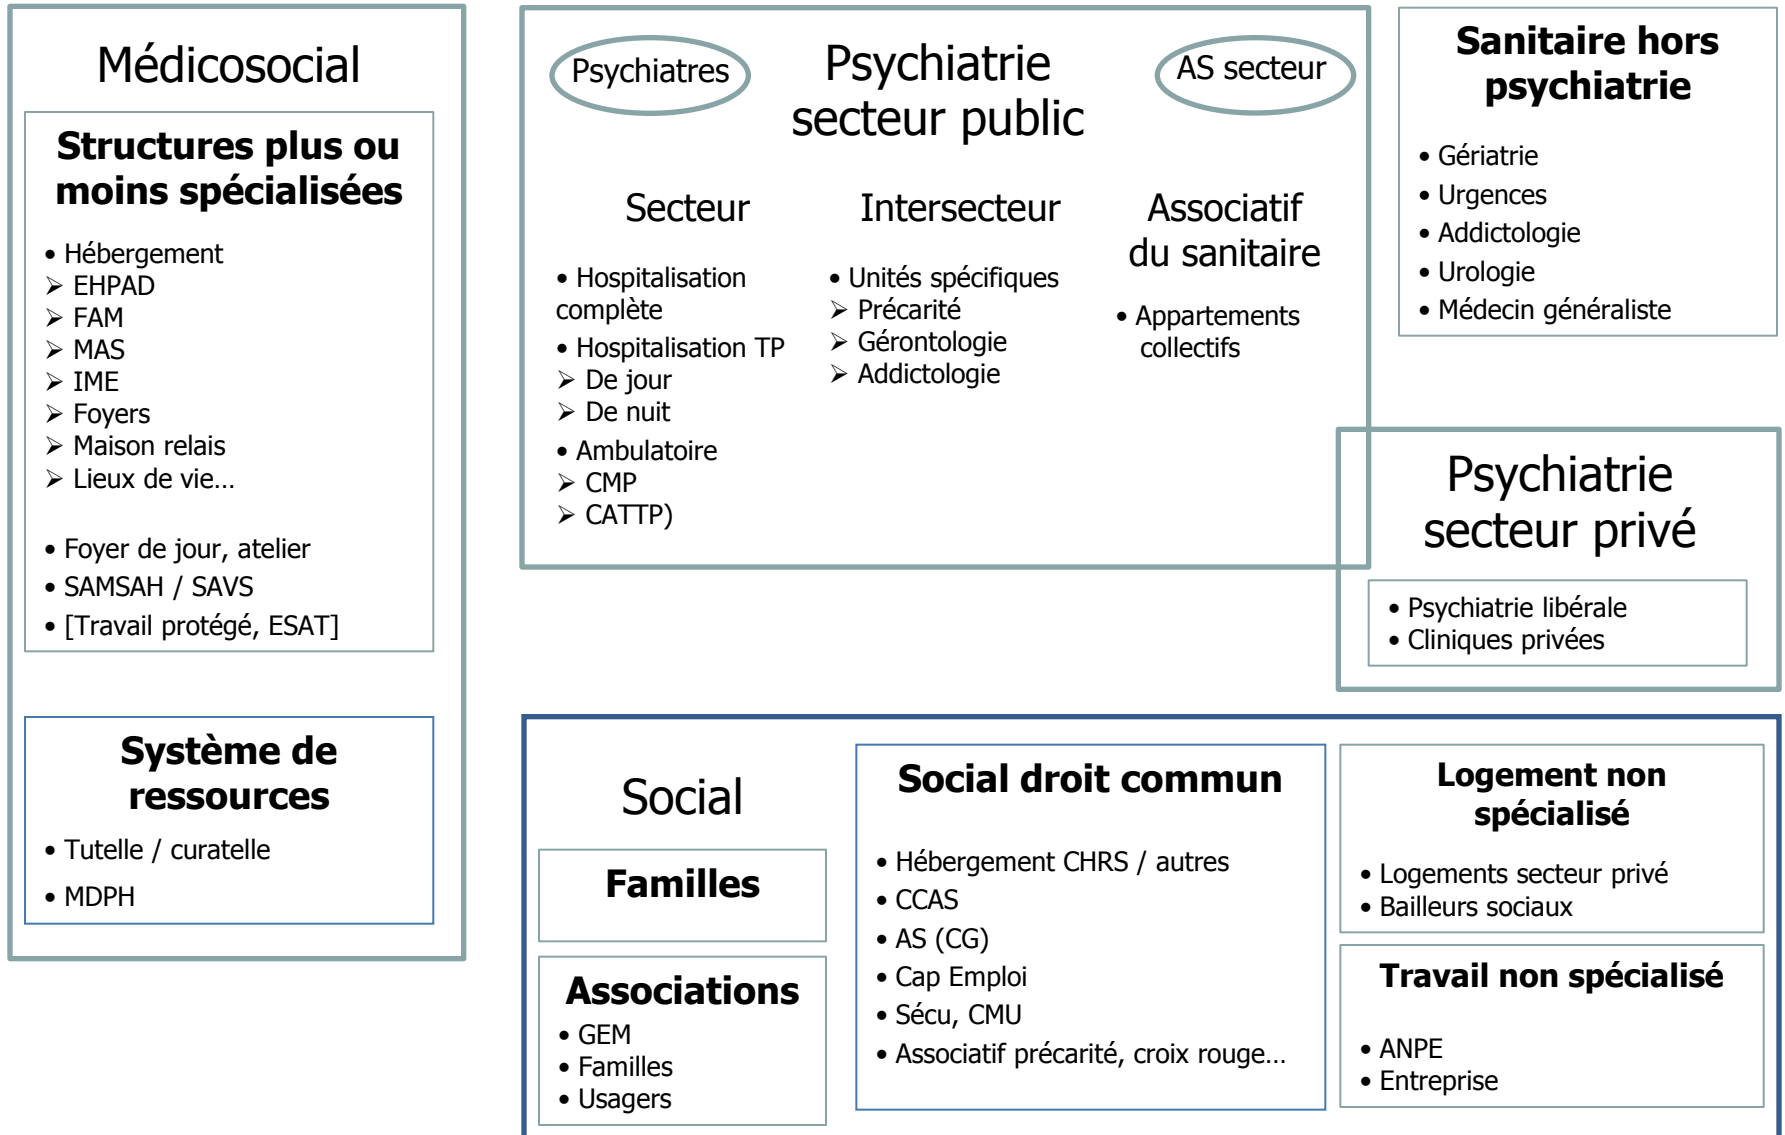 Médicosocial
Structures plus ou
moins spécialisées
• Hébergement
➢ EHPAD
➢ FAM
➢ MAS
➢ IME
➢ Foyers
➢ Maison relais
➢ Lieux de vie…
• Foyer de jour, atelier
• SAMSAH / SAVS
• [Travail protégé, ESAT]
Système de
ressources
• Tutelle / curatelle
• MDPH
Psychiatres
Psychiatrie
secteur public
AS secteur
Secteur
• Hospitalisation
complète
• Hospitalisation TP
➢ De jour
➢ De nuit
• Ambulatoire
➢ CMP
➢ CATTP)
Intersecteur
• Unités spécifiques
➢ Précarité
➢ Gérontologie
➢ Addictologie
Associatif
du sanitaire
• Appartements
collectifs
Sanitaire hors
psychiatrie
• Gériatrie
• Urgences
• Addictologie
• Urologie
• Médecin généraliste
Psychiatrie
secteur privé
• Psychiatrie libérale
• Cliniques privées
Social
Familles
Associations
• GEM
• Familles
• Usagers
Social droit commun
• Hébergement CHRS / autres
• CCAS
• AS (CG)
• Cap Emploi
• Sécu, CMU
• Associatif précarité, croix rouge…
Logement non
spécialisé
• Logements secteur privé
• Bailleurs sociaux
Travail non spécialisé
• ANPE
• Entreprise